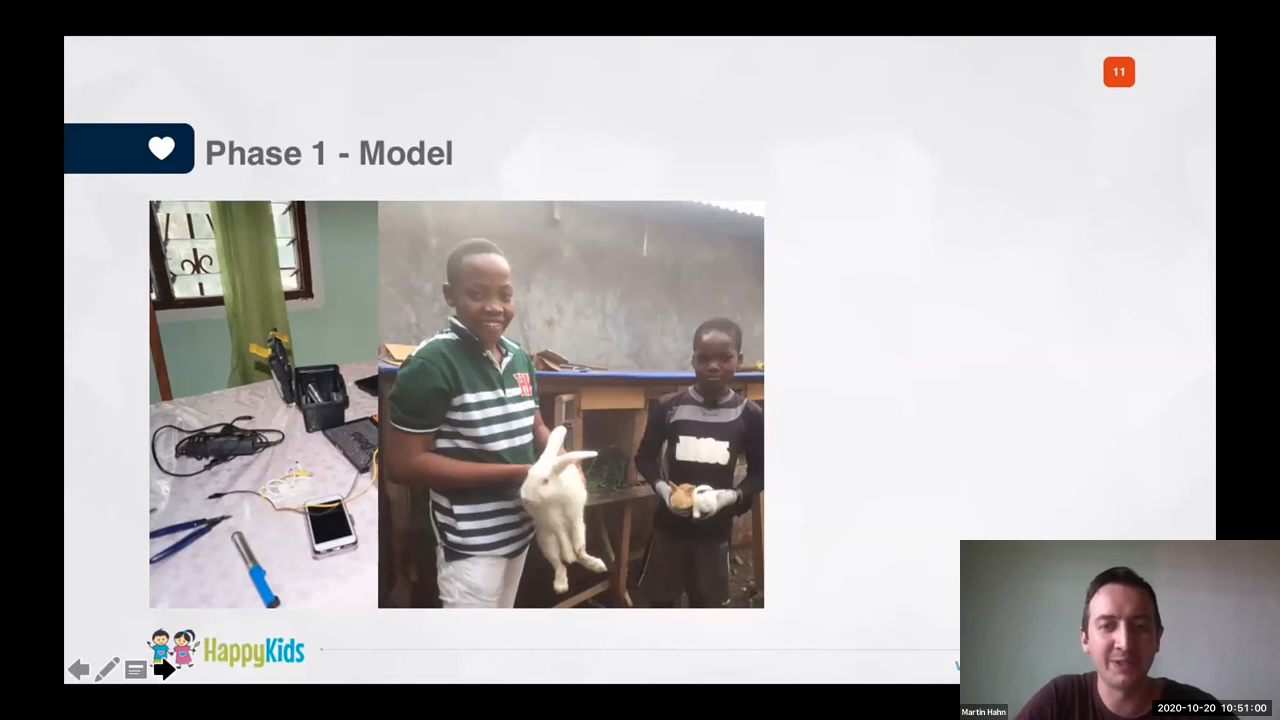 11
Phase 1 - Model
H
HappyKids
Martin Hahn
2020-10-20 10:51:00